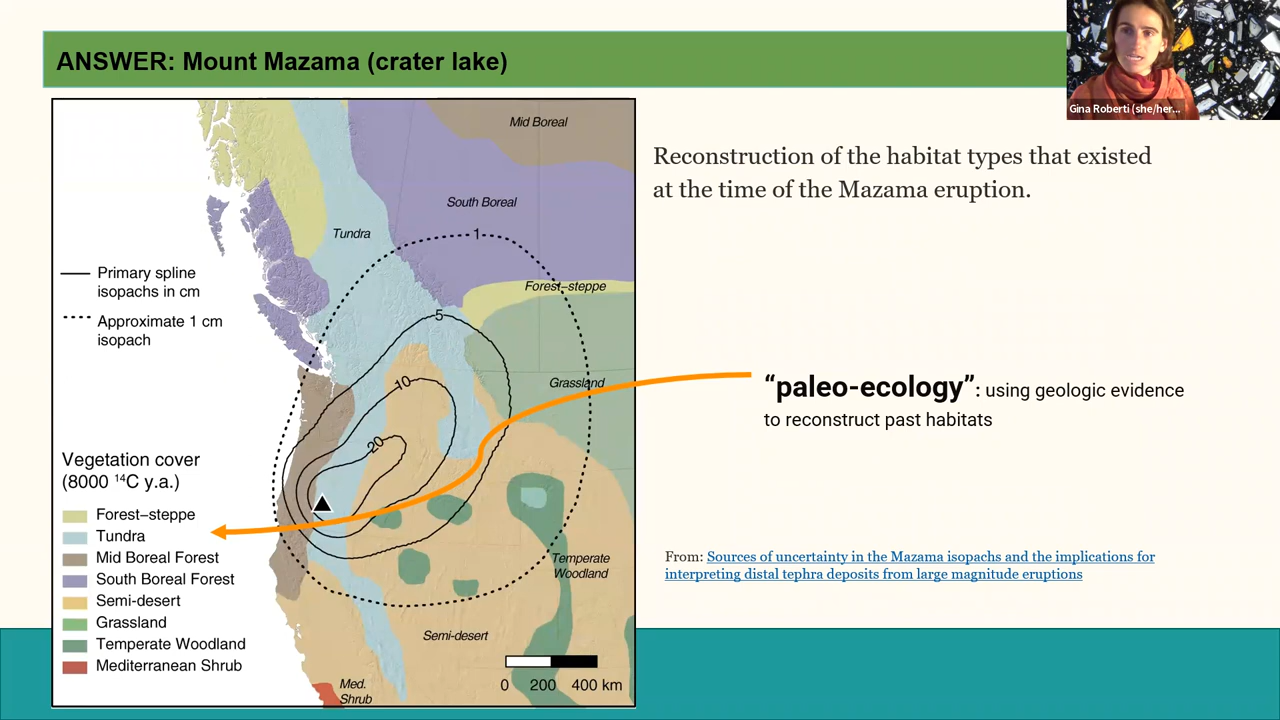 ANSWER: Mount Mazama (crater lake)
Gina Roberti (she/her...
Reconstruction of the habitat types that existed
at the time of the Mazama eruption.
Mid Boreal
South Boreal
Tundra
1
Forest–steppe
5
Grassland
10
20
Primary spline
isopachs in cm
Approximate 1 cm
isopach
Vegetation cover
(8000 ¹⁴C y.a.)
Forest–steppe
Tundra
Mid Boreal Forest
South Boreal Forest
Semi-desert
Grassland
Temperate Woodland
Mediterranean Shrub
Temperate
Woodland
Semi-desert
Med.
Shrub
0 200 400 km
“paleo-ecology”: using geologic evidence
to reconstruct past habitats
From: Sources of uncertainty in the Mazama isopachs and the implications for
interpreting distal tephra deposits from large magnitude eruptions